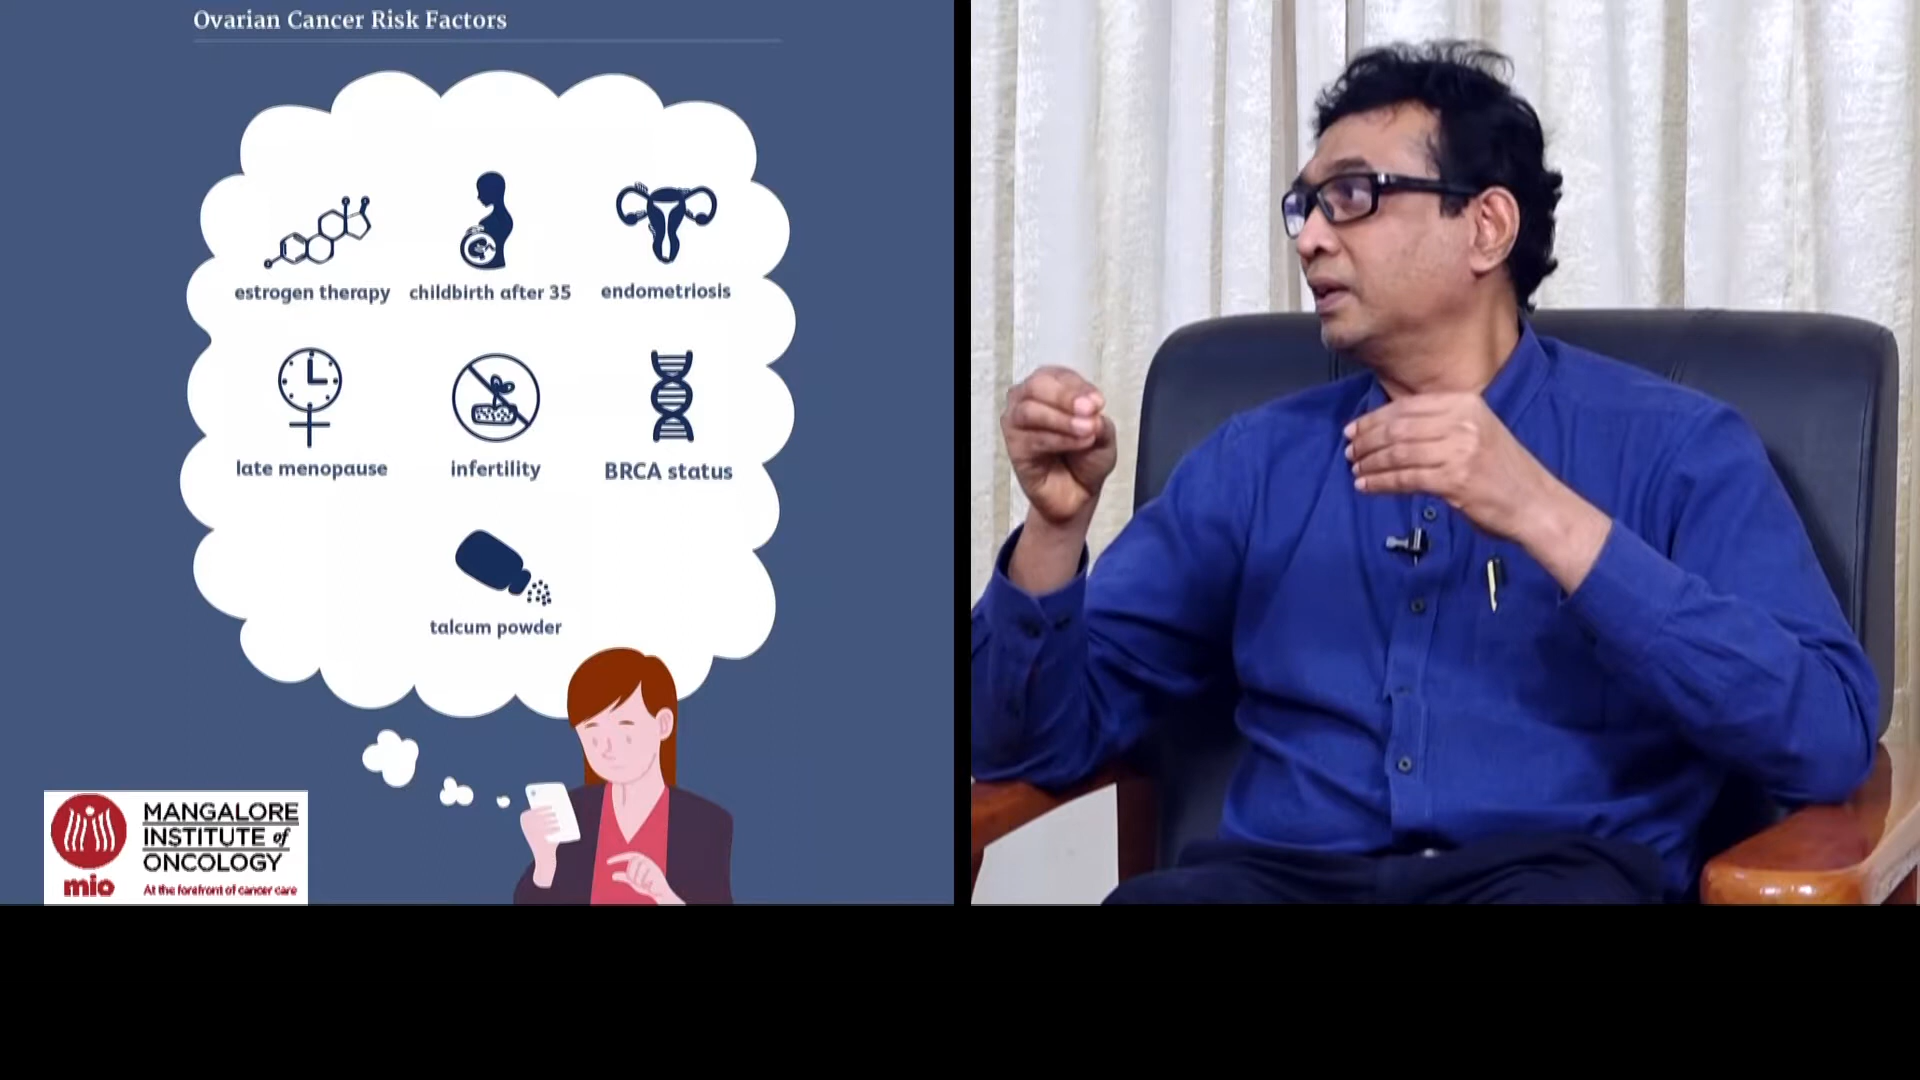 Ovarian Cancer Risk Factors
estrogen therapy
childbirth after 35
endometriosis
late menopause
infertility
BRCA status
talcum powder
MANGALORE
INSTITUTE of
ONCOLOGY
mio
At the forefront of cancer care